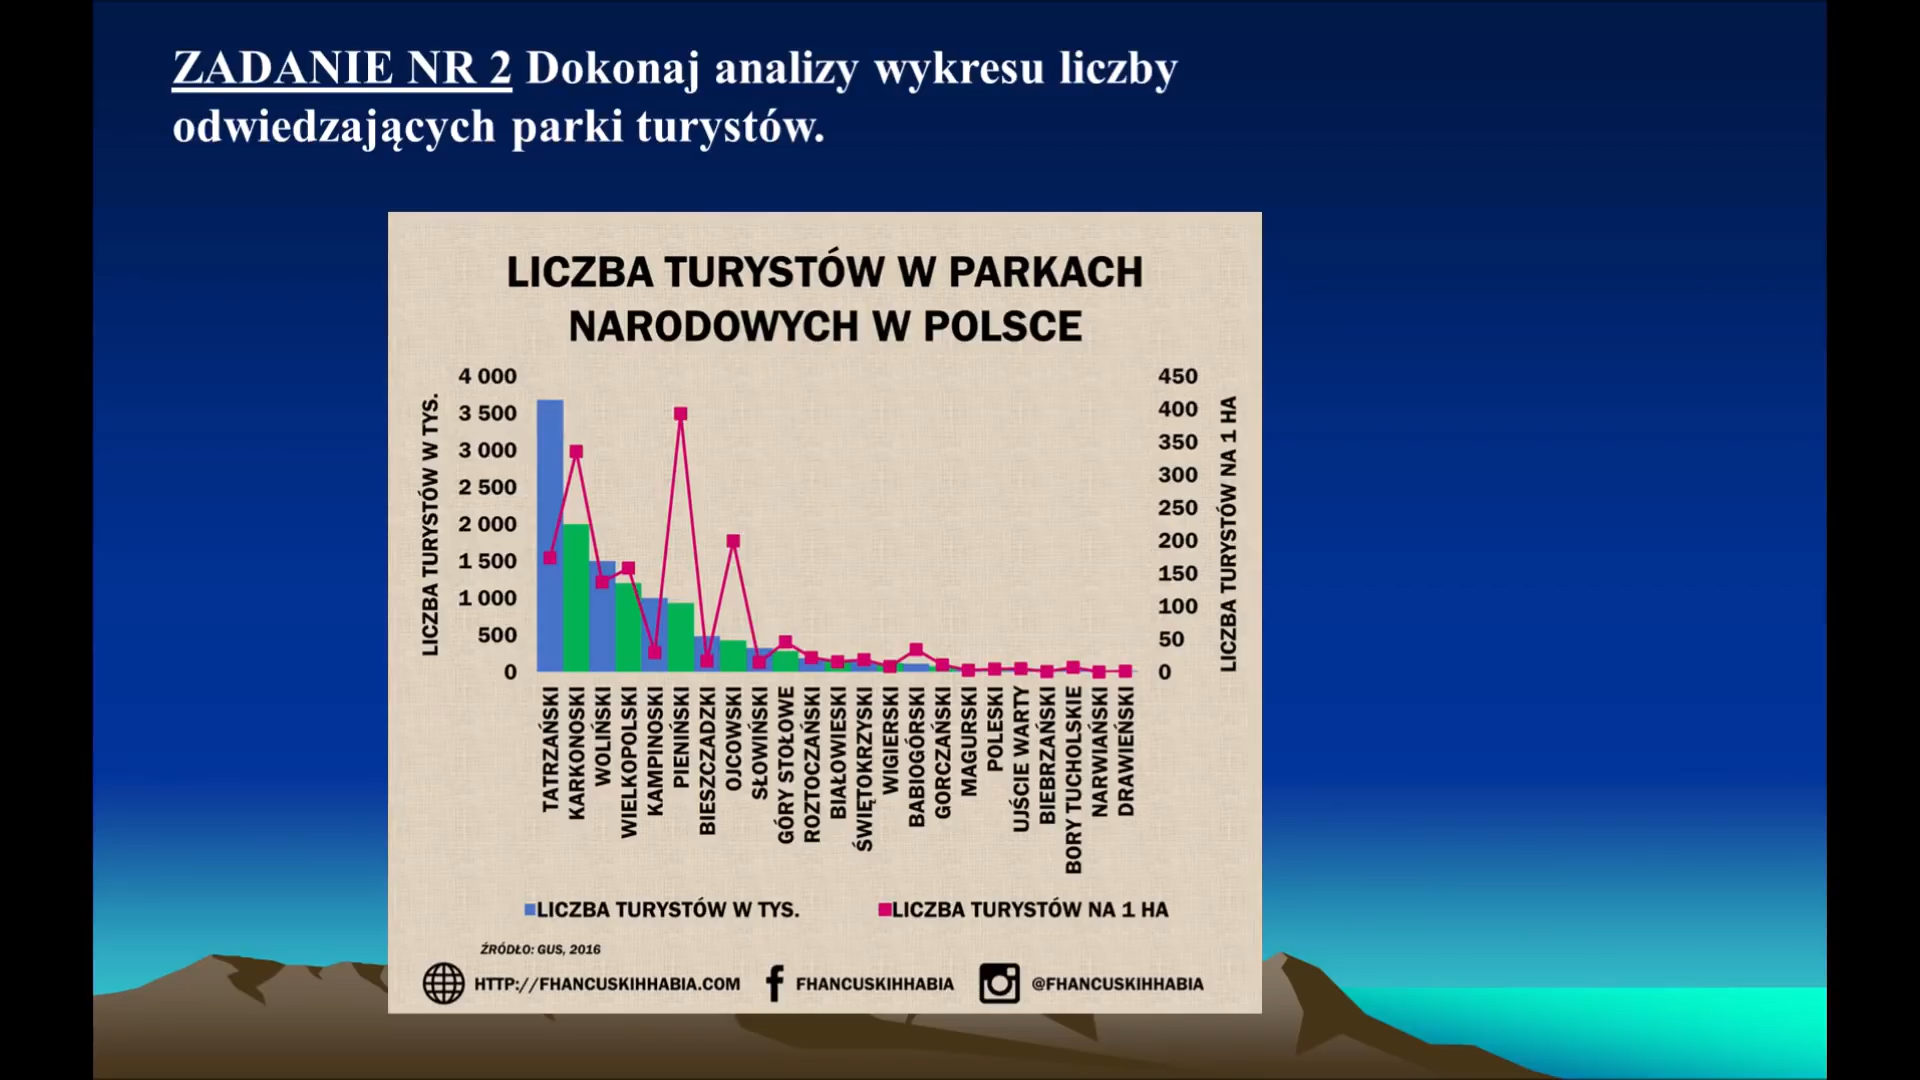 ZADANIE NR 2 Dokonaj analizy wykresu liczby
odwiedzających parki turystów.
LICZBA TURYSTÓW W PARKACH
NARODOWYCH W POLSCE
LICZBA TURYSTÓW W TYS.
4 000
3 500
3 000
2 500
2 000
1 500
1 000
500
0
450
400
350
300
250
200
150
100
50
0
LICZBA TURYSTÓW NA 1 HA
TATRZAŃSKI
KARKONOSKI
WOLIŃSKI
WIELKOPOLSKI
KAMPINOSKI
PIENIŃSKI
BIESZCZADZKI
OJCOWSKI
SŁOWIŃSKI
GÓRY STOŁOWE
ROZTOCZAŃSKI
BIAŁOWIESKI
ŚWIĘTOKRZYSKI
WIGIERSKI
BABIOGÓRSKI
GORCZAŃSKI
MAGURSKI
POLESKI
UJŚCIE WARTY
BIEBRZAŃSKI
BORY TUCHOLSKIE
NARWIAŃSKI
DRAWIEŃSKI
LICZBA TURYSTÓW W TYS.
LICZBA TURYSTÓW NA 1 HA
ŹRÓDŁO: GUS, 2016
HTTP://FHANCUSKIHHABIA.COM
FHANCUSKIHHABIA
@FHANCUSKIHHABIA